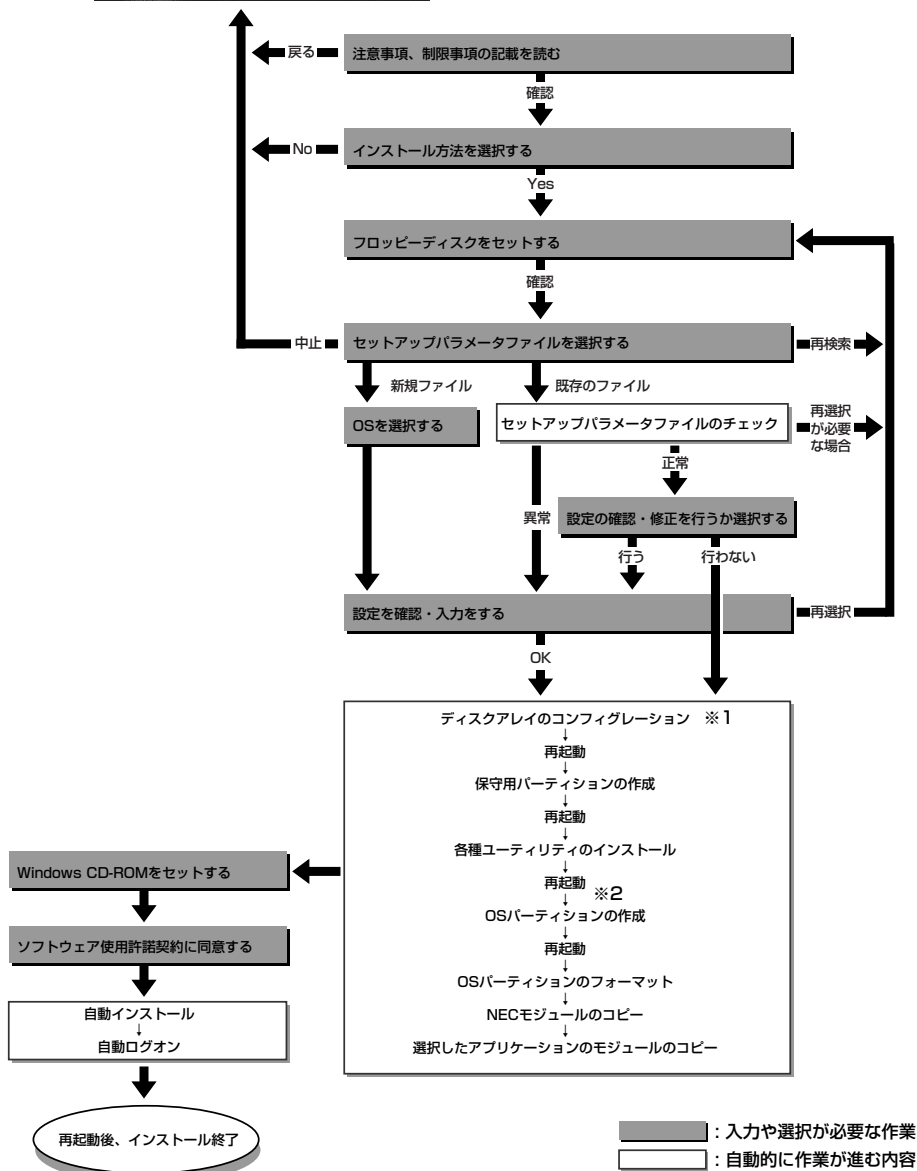 戻る
注意事項、制限事項の記載を読む
確認
No
インストール方法を選択する
Yes
フロッピーディスクをセットする
確認
中止
セットアップパラメータファイルを選択する
再検索
新規ファイル
既存のファイル
OSを選択する
セットアップパラメータファイルのチェック
再選択
が必要
な場合
正常
異常
設定の確認・修正を行うか選択する
行う
行わない
設定を確認・入力をする
再選択
OK
ディスクアレイのコンフィグレーション ※1
↓
再起動
↓
保守用パーティションの作成
↓
再起動
↓
各種ユーティリティのインストール
↓
再起動
↓ ※2
OSパーティションの作成
↓
再起動
↓
OSパーティションのフォーマット
↓
NECモジュールのコピー
↓
選択したアプリケーションのモジュールのコピー
Windows CD-ROMをセットする
ソフトウェア使用許諾契約に同意する
自動インストール
↓
自動ログオン
再起動後、インストール終了
：入力や選択が必要な作業
：自動的に作業が進む内容